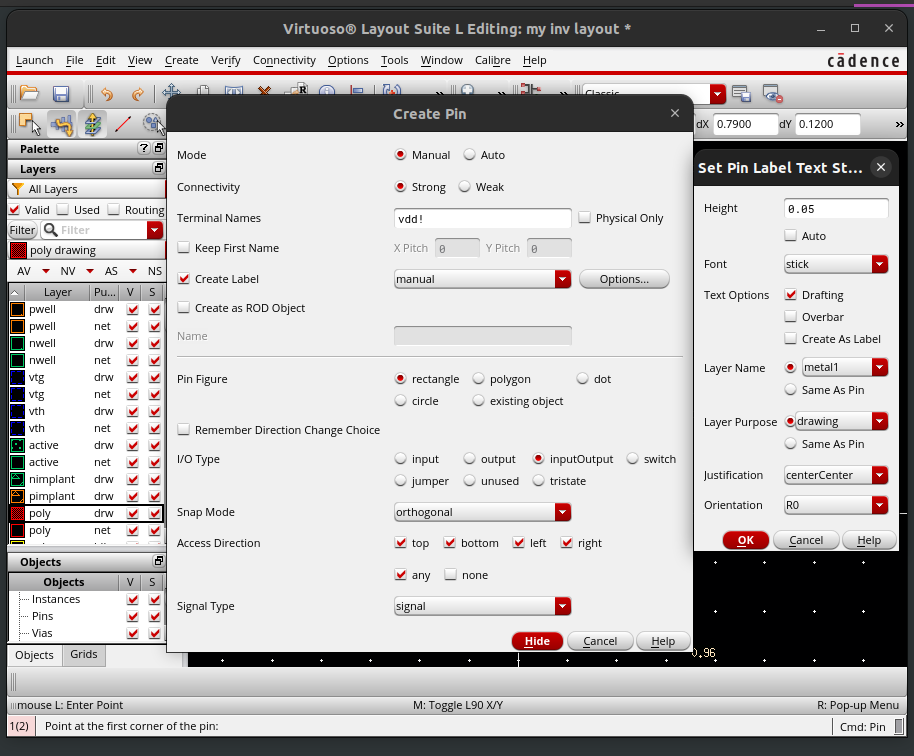 Virtuoso® Layout Suite L Editing: my inv layout *
Launch File Edit View Create Verify Connectivity Options Tools Window Calibre Help
cādence
Classic
dX 0.7900 dY 0.1200
Palette
Layers
All Layers
Valid Used Routing
Filter Filter
poly drawing
AV NV AS NS
Layer Pu... V S
pwell drw
pwell net
nwell drw
nwell net
vtg drw
vtg net
vth drw
vth net
active drw
active net
nimplant drw
pimplant drw
poly drw
poly net
Objects
Objects V S
Instances
Pins
Vias
Objects Grids
Create Pin
Mode Manual Auto
Connectivity Strong Weak
Terminal Names vdd! Physical Only
Keep First Name X Pitch 0 Y Pitch 0
Create Label manual Options...
Create as ROD Object
Name
Pin Figure rectangle polygon dot
circle existing object
Remember Direction Change Choice
I/O Type input output inputOutput switch
jumper unused tristate
Snap Mode orthogonal
Access Direction top bottom left right
any none
Signal Type signal
Hide Cancel Help
Set Pin Label Text St...
Height 0.05
Auto
Font stick
Text Options Drafting
Overbar
Create As Label
Layer Name metal1
Same As Pin
Layer Purpose drawing
Same As Pin
Justification centerCenter
Orientation R0
OK Cancel Help
0.96
mouse L: Enter Point M: Toggle L90 X/Y R: Pop-up Menu
1(2) Point at the first corner of the pin: Cmd: Pin